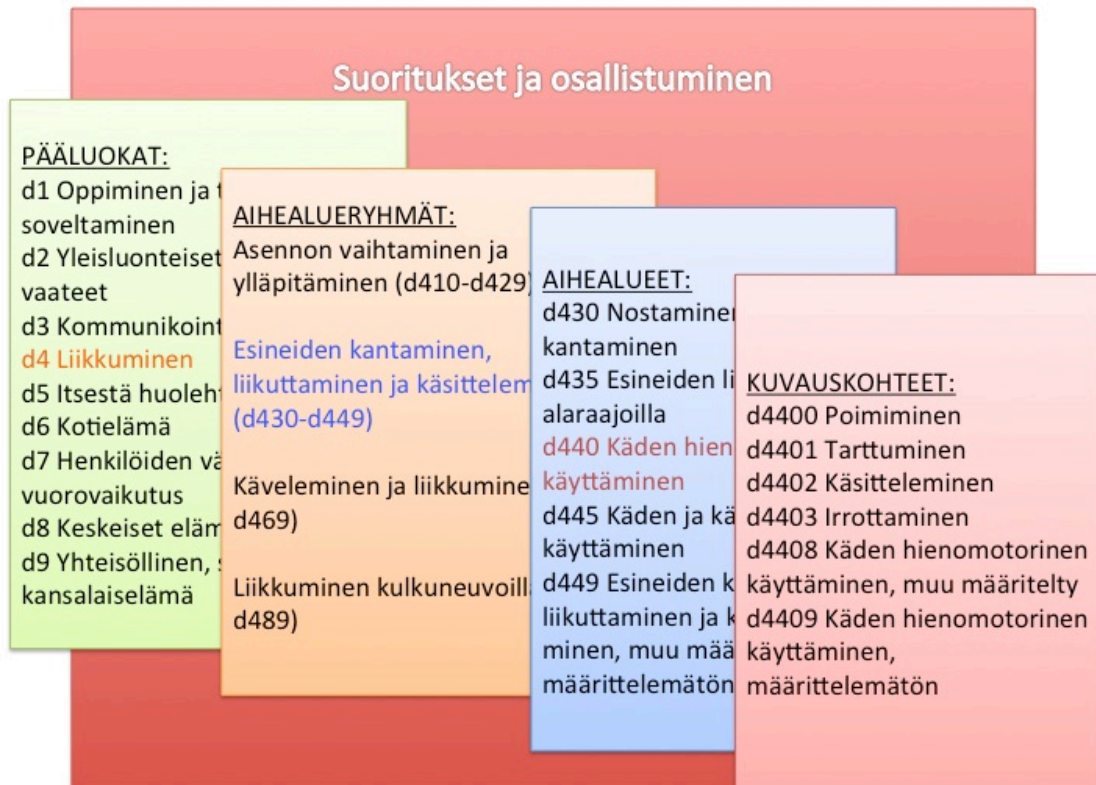 Suoritukset ja osallistuminen
PÄÄLUOKAT:
d1 Oppiminen ja
soveltaminen
d2 Yleisluonteiset
vaateet
d3 Kommunikoint
d4 Liikkuminen
d5 Itsestä huoleh
d6 Kotielämä
d7 Henkilöiden vä
vuorovaikutus
d8 Keskeiset eläm
d9 Yhteisöllinen, s
kansalaiselämä
AIHEALUERYHMÄT:
Asennon vaihtaminen ja
ylläpitäminen (d410-d429)
Esineiden kantaminen,
liikuttaminen ja käsittelem
(d430-d449)
Käveleminen ja liikkumine
d469)
Liikkuminen kulkuneuvoilla
d489)
AIHEALUEET:
d430 Nostaminen
kantaminen
d435 Esineiden li
alaraajoilla
d440 Käden hien
käyttäminen
d445 Käden ja kä
käyttäminen
d449 Esineiden k
liikuttaminen ja k
minen, muu mää
määrittelemätön
KUVAUSKOHTEET:
d4400 Poimiminen
d4401 Tarttuminen
d4402 Käsitteleminen
d4403 Irrottaminen
d4408 Käden hienomotorinen
käyttäminen, muu määritelty
d4409 Käden hienomotorinen
käyttäminen,
määrittelemätön